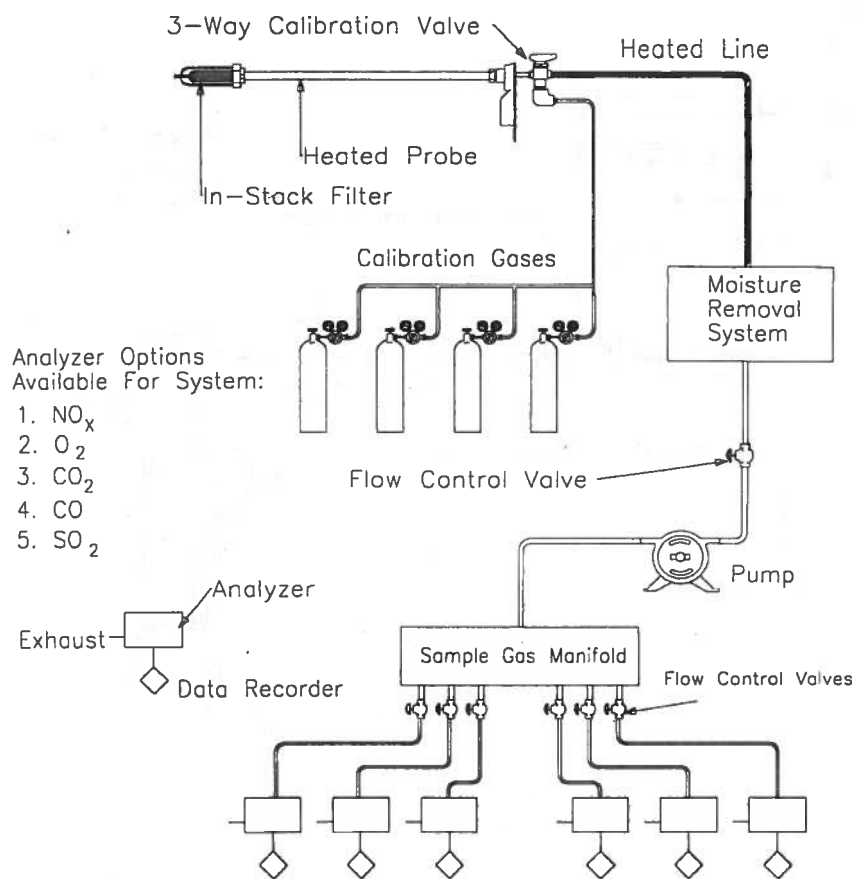 3-Way Calibration Valve
Heated Line
Heated Probe
In-Stack Filter
Calibration Gases
Moisture
Removal
System
Analyzer Options
Available For System:
1. NOx
2. O2
3. CO2
4. CO
5. SO2
Flow Control Valve
Pump
Analyzer
Exhaust
Data Recorder
Sample Gas Manifold
Flow Control Valves